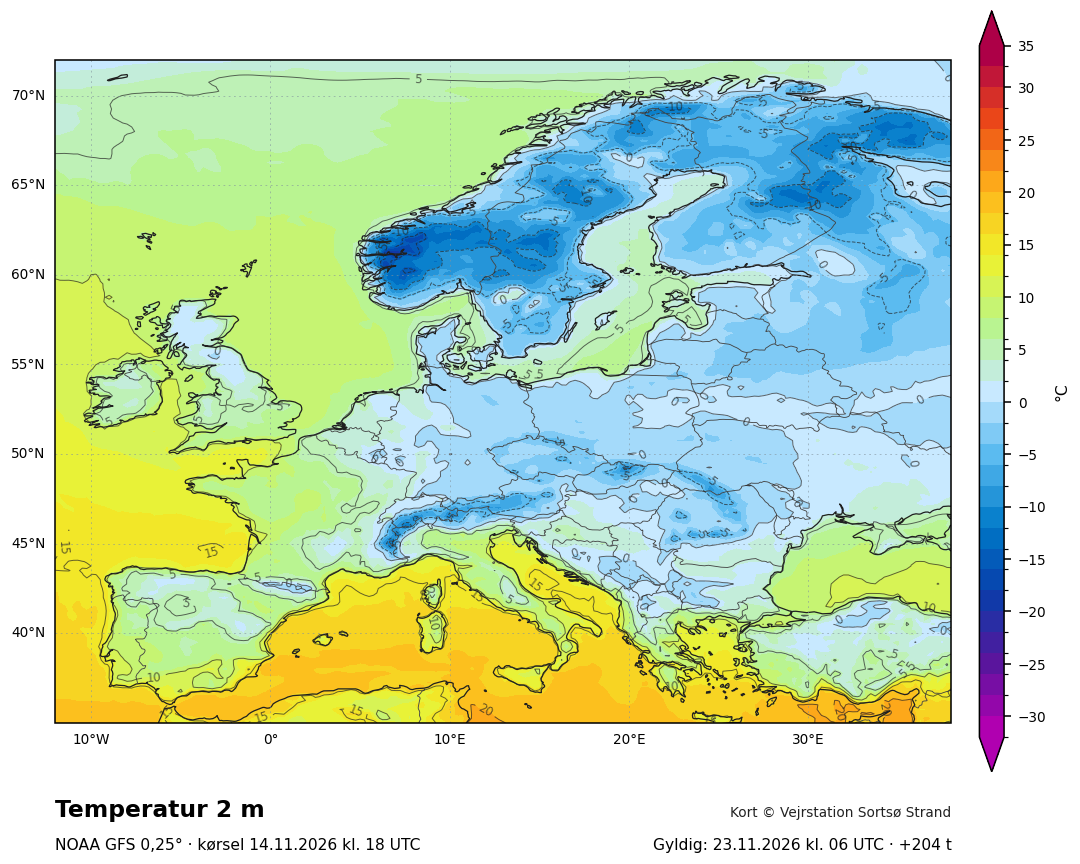 70°N
65°N
60°N
55°N
50°N
45°N
40°N
10°W
0°
10°E
20°E
30°E
35
30
25
20
15
10
5
0
−5
−10
−15
−20
−25
−30
°C
Temperatur 2 m
Kort © Vejrstation Sortsø Strand
NOAA GFS 0,25° · kørsel 14.11.2026 kl. 18 UTC
Gyldig: 23.11.2026 kl. 06 UTC · +204 t